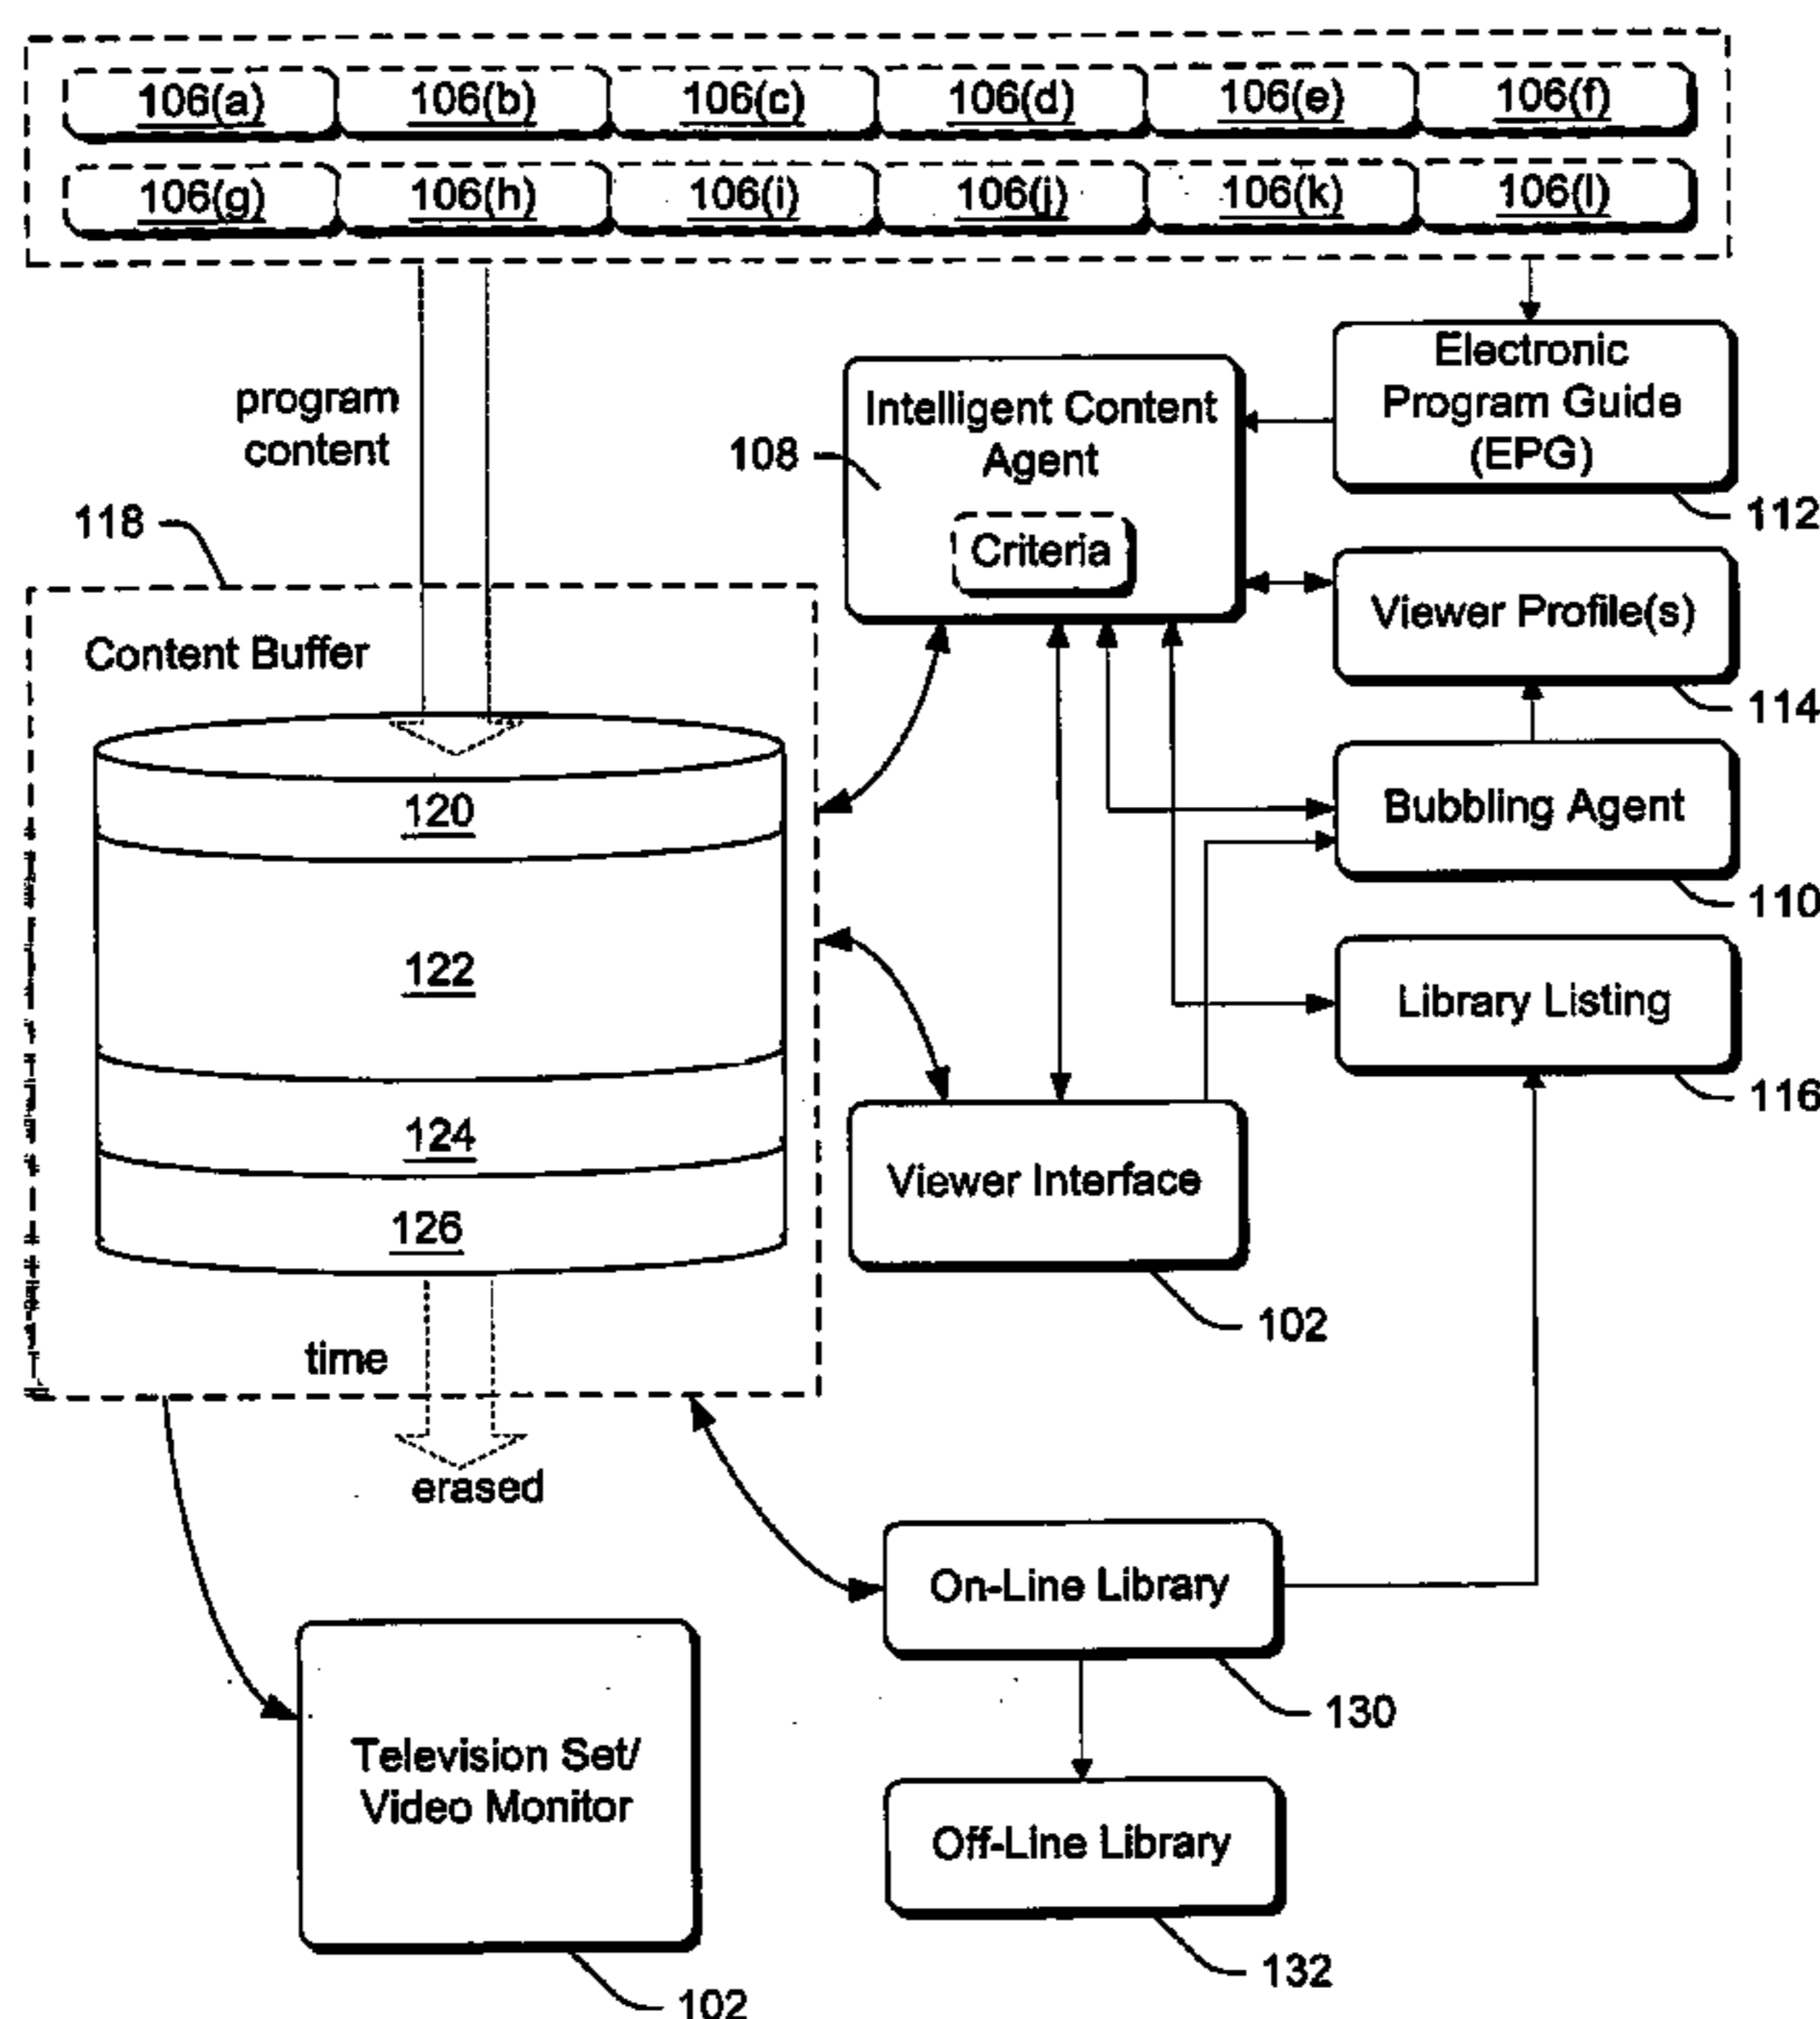 106(a) 106(b) 106(c) 106(d) 106(e) 106(f)
106(g) 106(h) 106(i) 106(j) 106(k) 106(l)
program
content
Electronic
Program Guide
(EPG)
112
Intelligent Content
Agent
108
Criteria
118
Content Buffer
Viewer Profile(s)
114
Bubbling Agent
110
Library Listing
116
120
122
124
126
Viewer Interface
102
time
erased
On-Line Library
130
Television Set/
Video Monitor
102
Off-Line Library
132